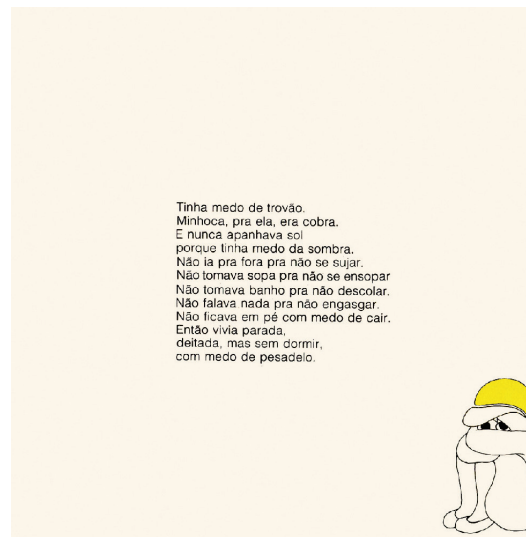 Tinha medo de trovão.
Minhoca, pra ela, era cobra.
E nunca apanhava sol
porque tinha medo da sombra.
Não ia pra fora pra não se sujar.
Não tomava sopa pra não se ensopar
Não tomava banho pra não descolar.
Não falava nada pra não engasgar.
Não ficava em pé com medo de cair.
Então vivia parada,
deitada, mas sem dormir,
com medo de pesadelo.